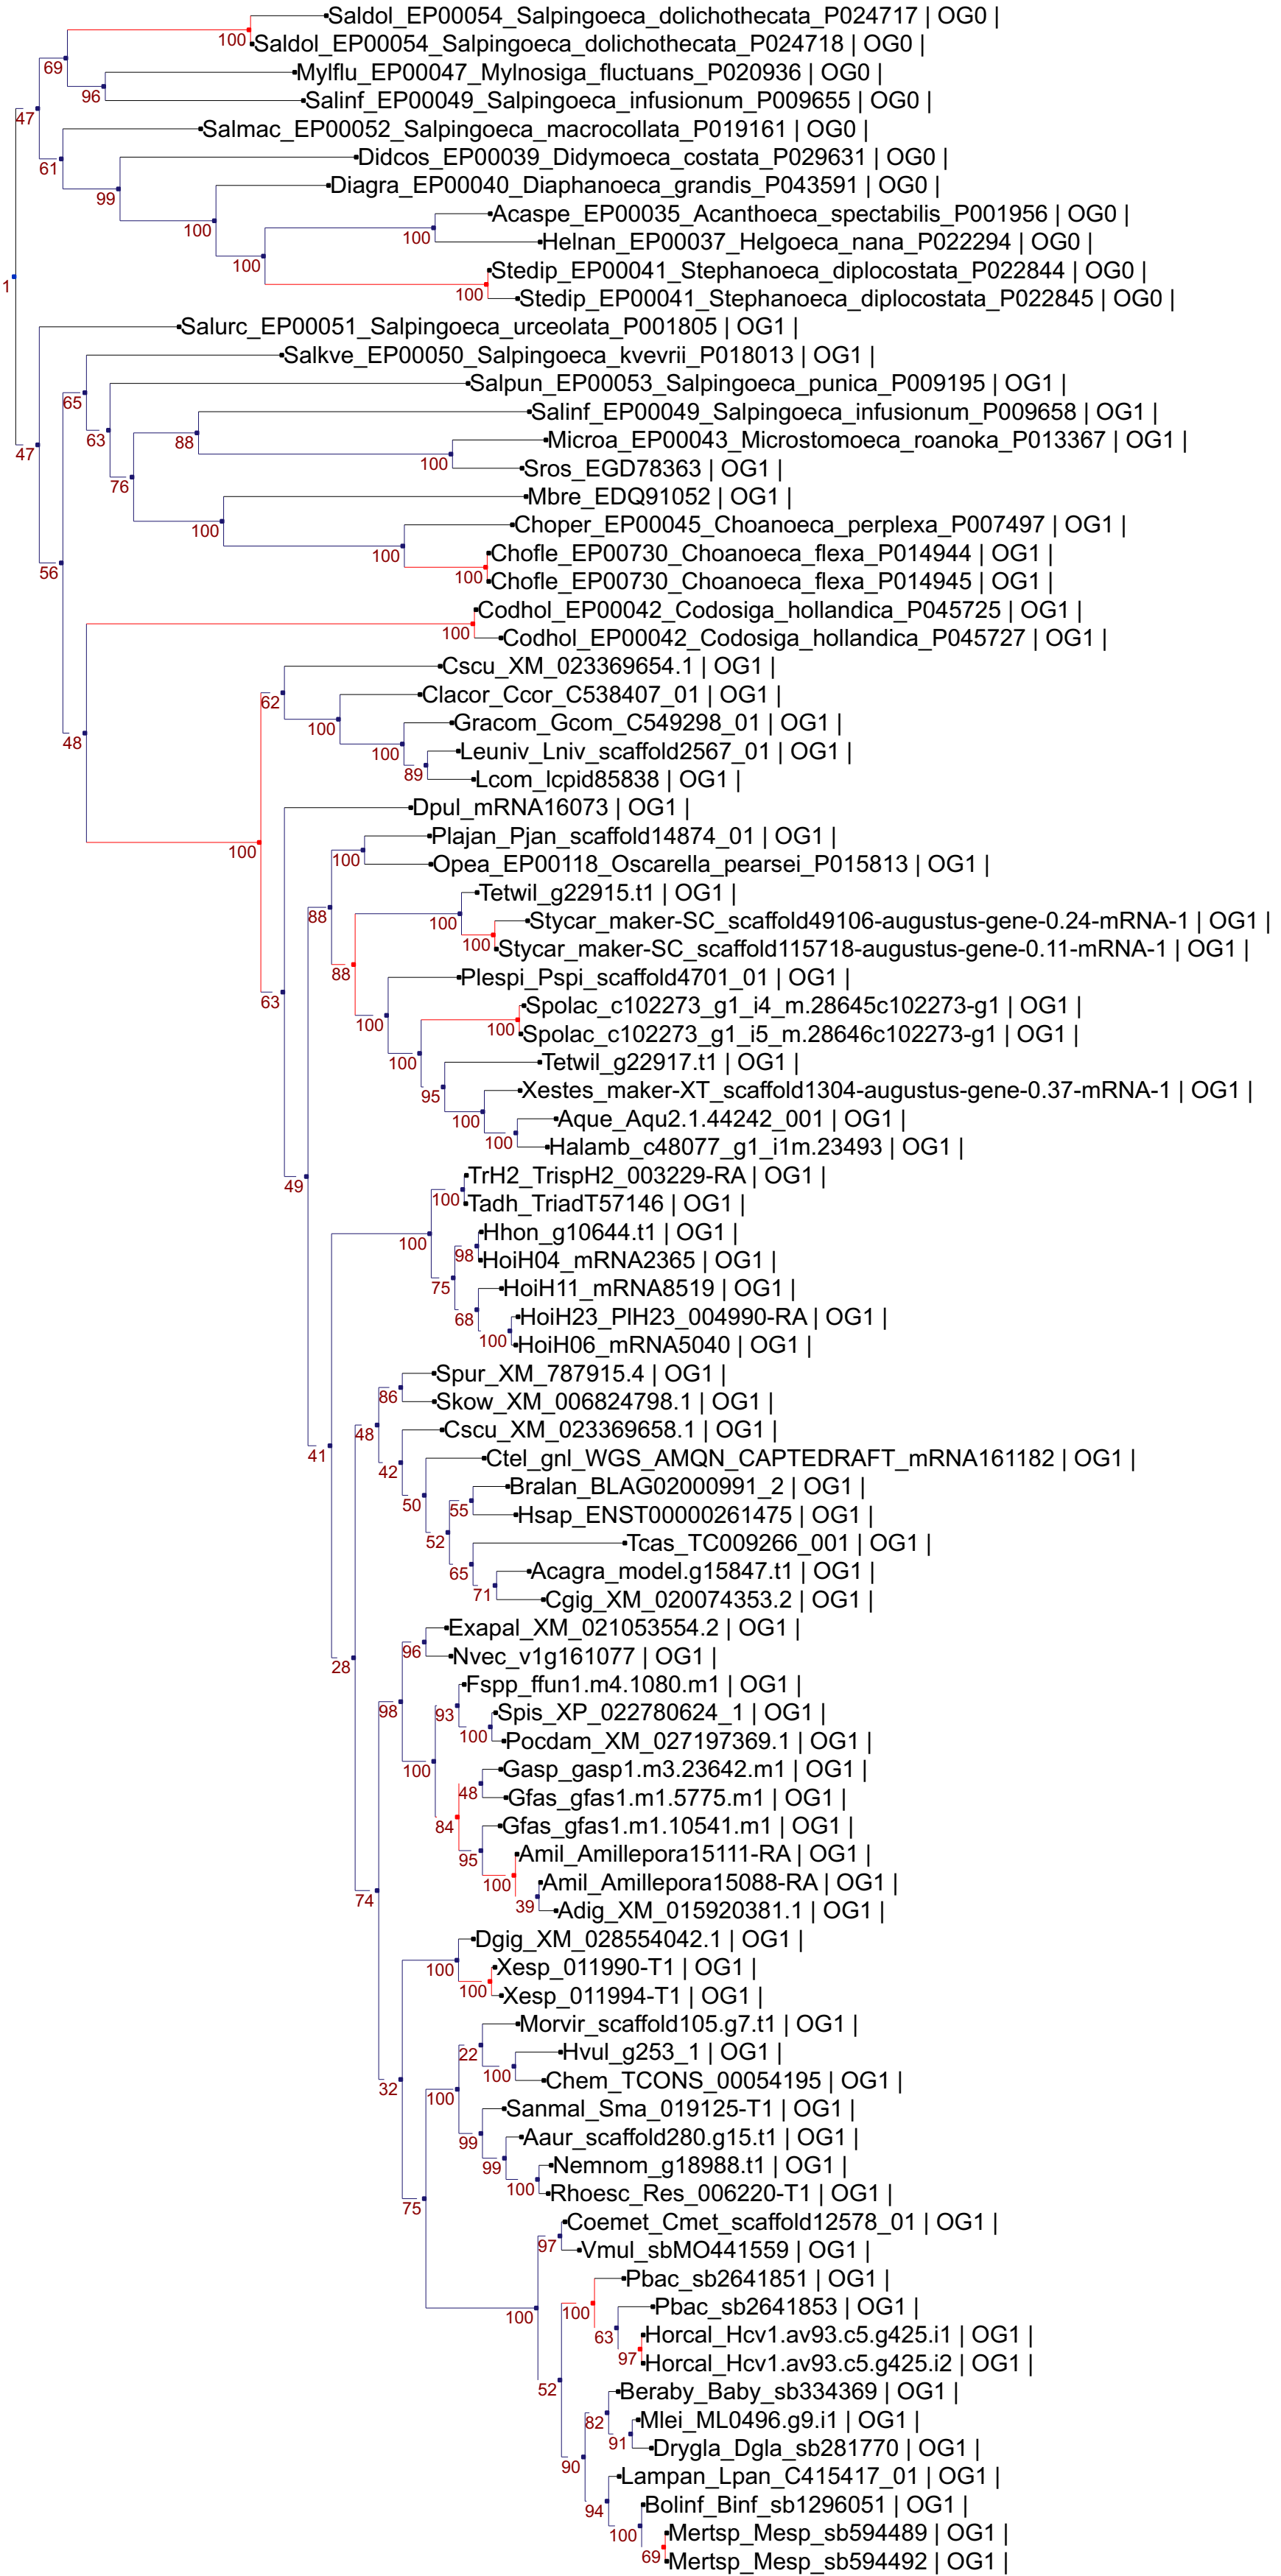 Saldol_EP00054_Salpingoeca_dolichothecata_P024717 | OG0 |
100
Saldol_EP00054_Salpingoeca_dolichothecata_P024718 | OG0 |
69
Mylflu_EP00047_Mylnosiga_fluctuans_P020936 | OG0 |
96
Salinf_EP00049_Salpingoeca_infusionum_P009655 | OG0 |
47
Salmac_EP00052_Salpingoeca_macrocollata_P019161 | OG0 |
61
Didcos_EP00039_Didymoeca_costata_P029631 | OG0 |
99
Diagra_EP00040_Diaphanoeca_grandis_P043591 | OG0 |
100
Acaspe_EP00035_Acanthoeca_spectabilis_P001956 | OG0 |
100
Helnan_EP00037_Helgoeca_nana_P022294 | OG0 |
100
Stedip_EP00041_Stephanoeca_diplocostata_P022844 | OG0 |
1
100
Stedip_EP00041_Stephanoeca_diplocostata_P022845 | OG0 |
Salurc_EP00051_Salpingoeca_urceolata_P001805 | OG1 |
Salkve_EP00050_Salpingoeca_kvevrii_P018013 | OG1 |
Salpun_EP00053_Salpingoeca_punica_P009195 | OG1 |
65
Salinf_EP00049_Salpingoeca_infusionum_P009658 | OG1 |
63
88
Microa_EP00043_Microstomoeca_roanoka_P013367 | OG1 |
47
100
Sros_EGD78363 | OG1 |
76
Mbre_EDQ91052 | OG1 |
100
Choper_EP00045_Choanoeca_perplexa_P007497 | OG1 |
100
Chofle_EP00730_Choanoeca_flexa_P014944 | OG1 |
56
100
Chofle_EP00730_Choanoeca_flexa_P014945 | OG1 |
Codhol_EP00042_Codosiga_hollandica_P045725 | OG1 |
100
Codhol_EP00042_Codosiga_hollandica_P045727 | OG1 |
Cscu_XM_023369654.1 | OG1 |
62
Clacor_Ccor_C538407_01 | OG1 |
100
Gracom_Gcom_C549298_01 | OG1 |
48
100
Leuniv_Lniv_scaffold2567_01 | OG1 |
89
Lcom_lcpid85838 | OG1 |
Dpul_mRNA16073 | OG1 |
Plajan_Pjan_scaffold14874_01 | OG1 |
100
100
Opea_EP00118_Oscarella_pearsei_P015813 | OG1 |
Tetwil_g22915.t1 | OG1 |
88
100
Stycar_maker-SC_scaffold49106-augustus-gene-0.24-mRNA-1 | OG1 |
100
Stycar_maker-SC_scaffold115718-augustus-gene-0.11-mRNA-1 | OG1 |
88
Plespi_Pspi_scaffold4701_01 | OG1 |
63
Spolac_c102273_g1_i4_m.28645c102273-g1 | OG1 |
100
100
Spolac_c102273_g1_i5_m.28646c102273-g1 | OG1 |
100
Tetwil_g22917.t1 | OG1 |
95
Xestes_maker-XT_scaffold1304-augustus-gene-0.37-mRNA-1 | OG1 |
100
Aque_Aqu2.1.44242_001 | OG1 |
100
Halamb_c48077_g1_i1m.23493 | OG1 |
49
TrH2_TrispH2_003229-RA | OG1 |
100
Tadh_TriadT57146 | OG1 |
100
Hhon_g10644.t1 | OG1 |
98
HoiH04_mRNA2365 | OG1 |
75
HoiH11_mRNA8519 | OG1 |
68
HoiH23_PlH23_004990-RA | OG1 |
100
HoiH06_mRNA5040 | OG1 |
Spur_XM_787915.4 | OG1 |
86
Skow_XM_006824798.1 | OG1 |
48
Cscu_XM_023369658.1 | OG1 |
41
42
Ctel_gnl_WGS_AMQN_CAPTEDRAFT_mRNA161182 | OG1 |
50
Bralan_BLAG02000991_2 | OG1 |
55
Hsap_ENST00000261475 | OG1 |
52
Tcas_TC009266_001 | OG1 |
65
Acagra_model.g15847.t1 | OG1 |
71
Cgig_XM_020074353.2 | OG1 |
Exapal_XM_021053554.2 | OG1 |
96
Nvec_v1g161077 | OG1 |
28
Fspp_ffun1.m4.1080.m1 | OG1 |
98
93
Spis_XP_022780624_1 | OG1 |
100
Pocdam_XM_027197369.1 | OG1 |
100
Gasp_gasp1.m3.23642.m1 | OG1 |
48
Gfas_gfas1.m1.5775.m1 | OG1 |
84
Gfas_gfas1.m1.10541.m1 | OG1 |
95
Amil_Amillepora15111-RA | OG1 |
100
Amil_Amillepora15088-RA | OG1 |
74
39
Adig_XM_015920381.1 | OG1 |
Dgig_XM_028554042.1 | OG1 |
100
Xesp_011990-T1 | OG1 |
100
Xesp_011994-T1 | OG1 |
Morvir_scaffold105.g7.t1 | OG1 |
22
Hvul_g253_1 | OG1 |
100
Chem_TCONS_00054195 | OG1 |
32
100
Sanmal_Sma_019125-T1 | OG1 |
99
Aaur_scaffold280.g15.t1 | OG1 |
99
Nemnom_g18988.t1 | OG1 |
100
Rhoesc_Res_006220-T1 | OG1 |
75
Coemet_Cmet_scaffold12578_01 | OG1 |
97
Vmul_sbMO441559 | OG1 |
Pbac_sb2641851 | OG1 |
100
100
Pbac_sb2641853 | OG1 |
63
Horcal_Hcv1.av93.c5.g425.i1 | OG1 |
97
Horcal_Hcv1.av93.c5.g425.i2 | OG1 |
52
Beraby_Baby_sb334369 | OG1 |
82
Mlei_ML0496.g9.i1 | OG1 |
91
Drygla_Dgla_sb281770 | OG1 |
90
Lampan_Lpan_C415417_01 | OG1 |
94
Bolinf_Binf_sb1296051 | OG1 |
100
Mertsp_Mesp_sb594489 | OG1 |
69
Mertsp_Mesp_sb594492 | OG1 |